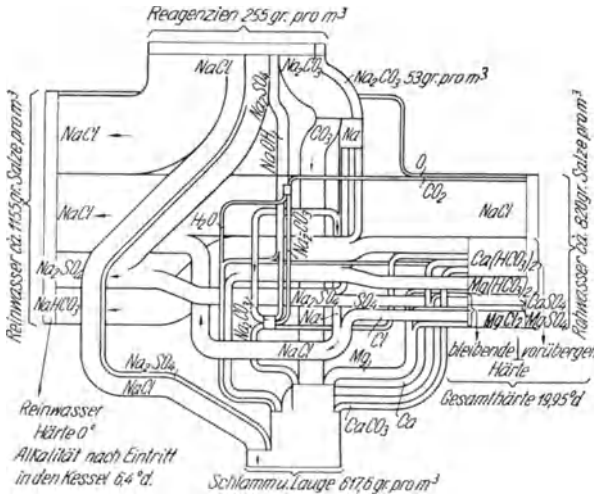 Reagenzien 255 gr. pro m³
NaCl
Na₂SO₄
Na₂CO₃
Na₂CO₃ 53 gr. pro m³
NaOH
CO₂
Na
O₂
CO₂
NaCl
NaCl
NaCl
H₂O
Na₂CO₃
Na₂SO₄
NaHCO₃
Na₂CO₃
Na₂SO₄
Na
SO₄
Cl
NaCl
Mg
Ca(HCO₃)₂
Mg(HCO₃)₂
CaSO₄
MgCl₂
MgSO₄
bleibende
vorübergen
Härte
Gesamthärte 19,95°d
Ca
CaCO₃
Na₂SO₄
NaCl
Reinwasser ca. 1155 gr. Salze pro m³
Rohwasser ca. 820 gr. Salze pro m³
Reinwasser
Härte 0°
Alkalität nach Eintritt
in den Kessel 6,4°d.
Schlamm u. Lauge 617,6 gr. pro m³